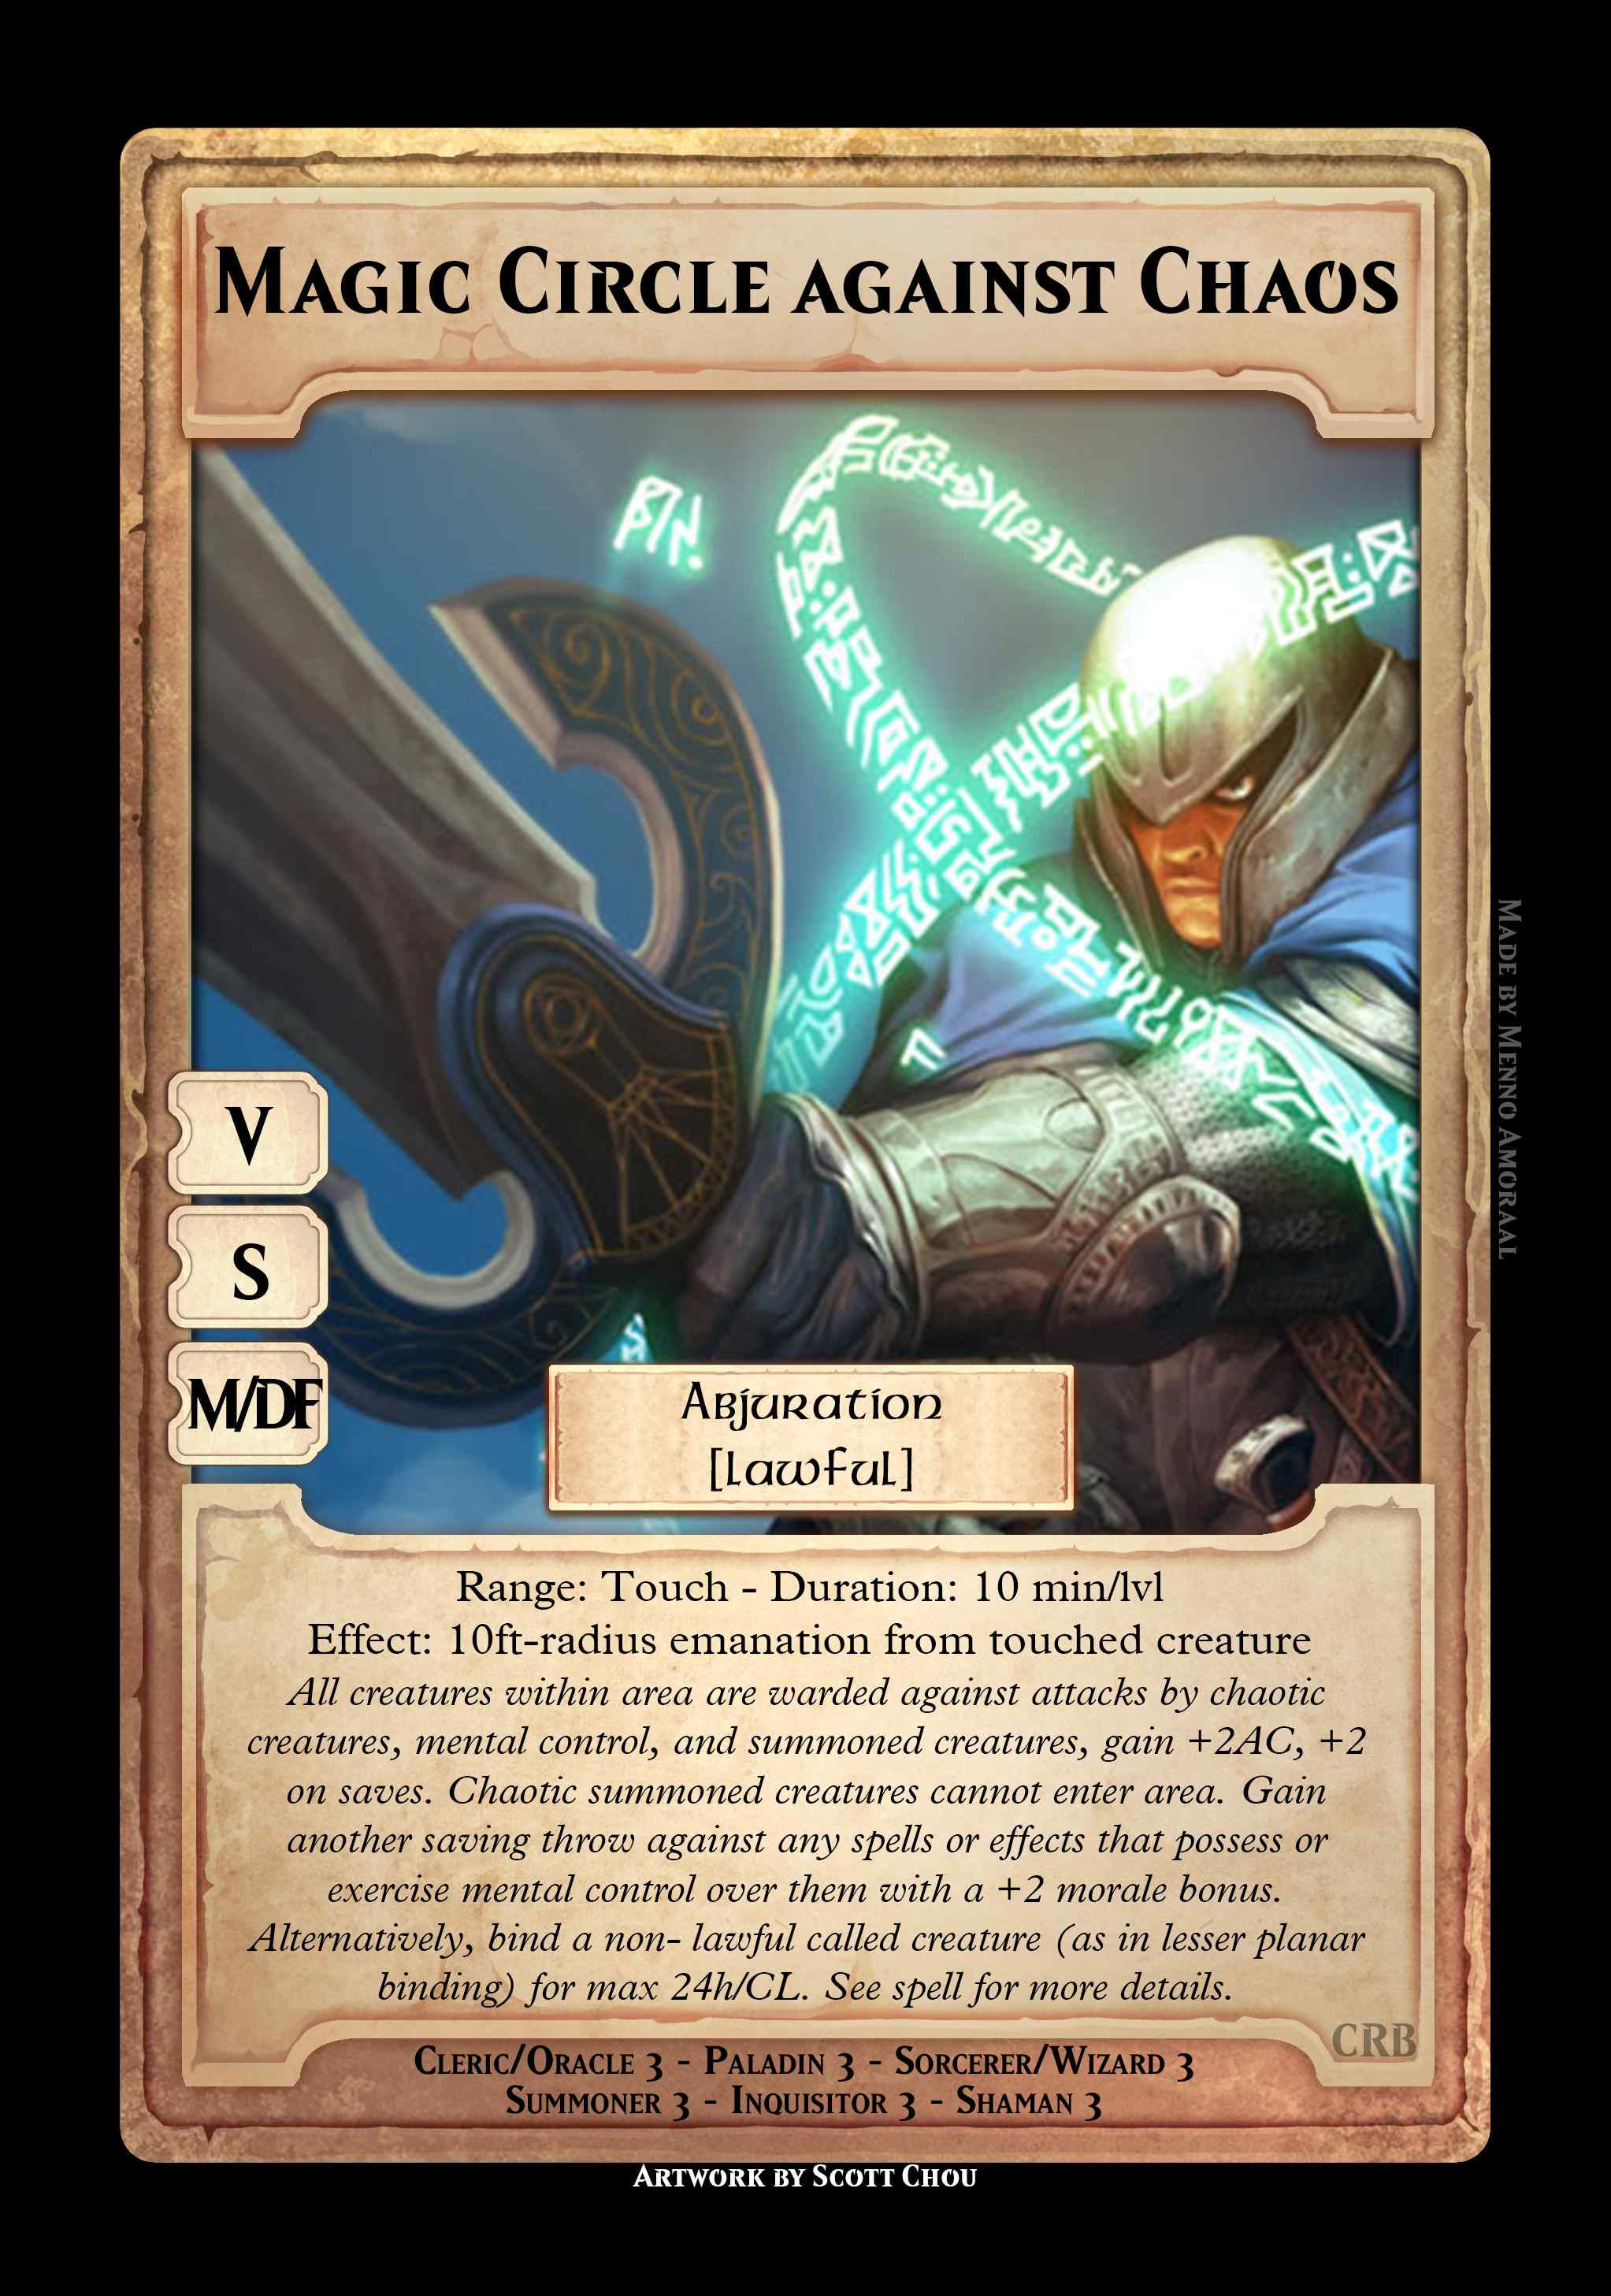 Magic Circle against Chaos
V
S
M/DF
Abjuration
[Lawful]
Range: Touch - Duration: 10 min/lvl
Effect: 10ft-radius emanation from touched creature
All creatures within area are warded against attacks by chaotic
creatures, mental control, and summoned creatures, gain +2AC, +2
on saves. Chaotic summoned creatures cannot enter area. Gain
another saving throw against any spells or effects that possess or
exercise mental control over them with a +2 morale bonus.
Alternatively, bind a non- lawful called creature (as in lesser planar
binding) for max 24h/CL. See spell for more details.
CRB
Cleric/Oracle 3 - Paladin 3 - Sorcerer/Wizard 3
Summoner 3 - Inquisitor 3 - Shaman 3
Artwork by Scott Chou
Made by Menno Amoraal